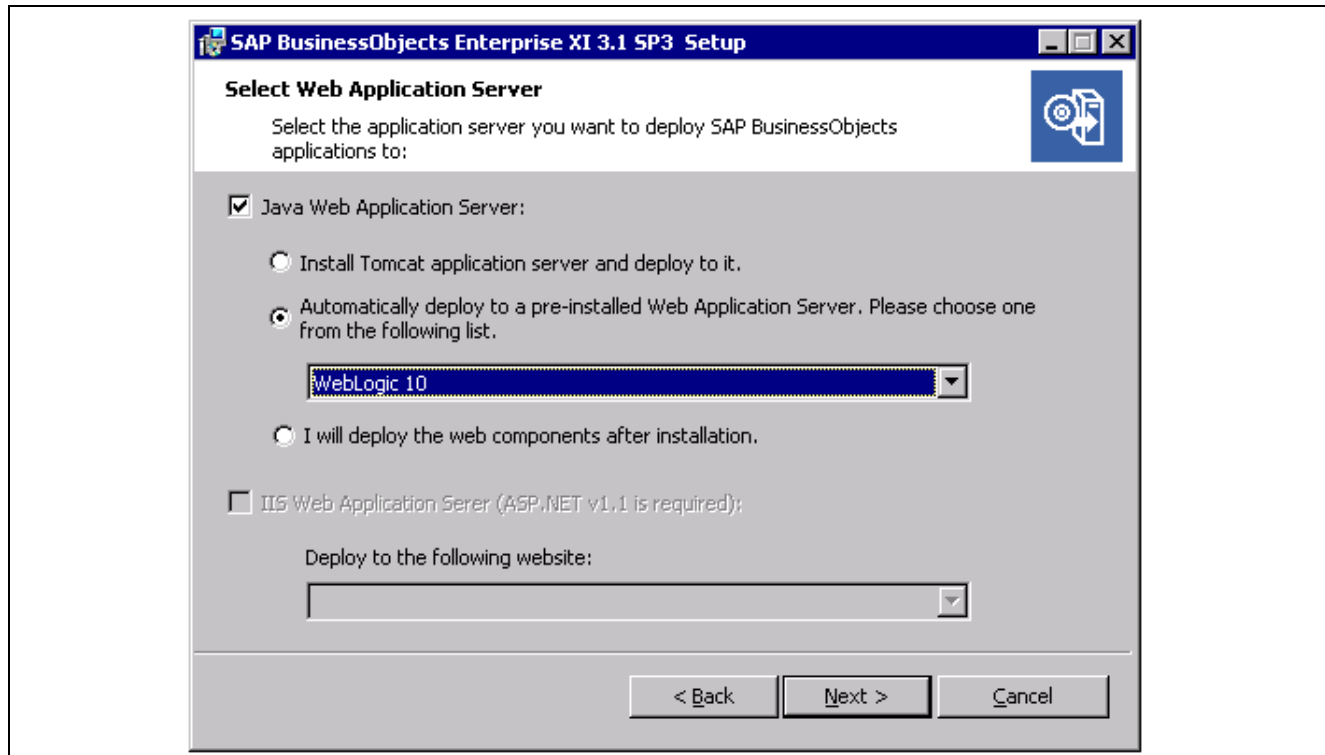 SAP BusinessObjects Enterprise XI 3.1 SP3 Setup
Select Web Application Server
Select the application server you want to deploy SAP BusinessObjects
applications to:
Java Web Application Server:
Install Tomcat application server and deploy to it.
Automatically deploy to a pre-installed Web Application Server. Please choose one
from the following list.
WebLogic 10
I will deploy the web components after installation.
IIS Web Application Serer (ASP.NET v1.1 is required):
Deploy to the following website:
< Back
Next >
Cancel